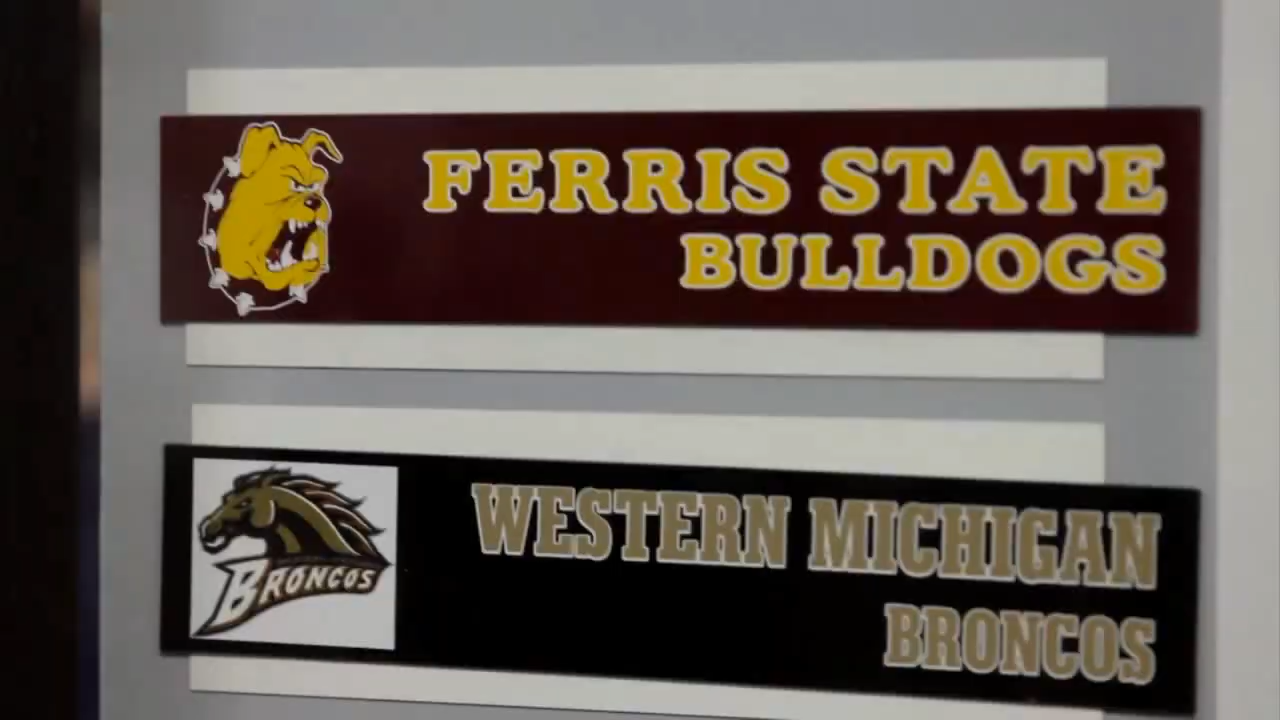 FERRIS STATE
BULLDOGS
WESTERN MICHIGAN
BRONCOS
BRONCOS